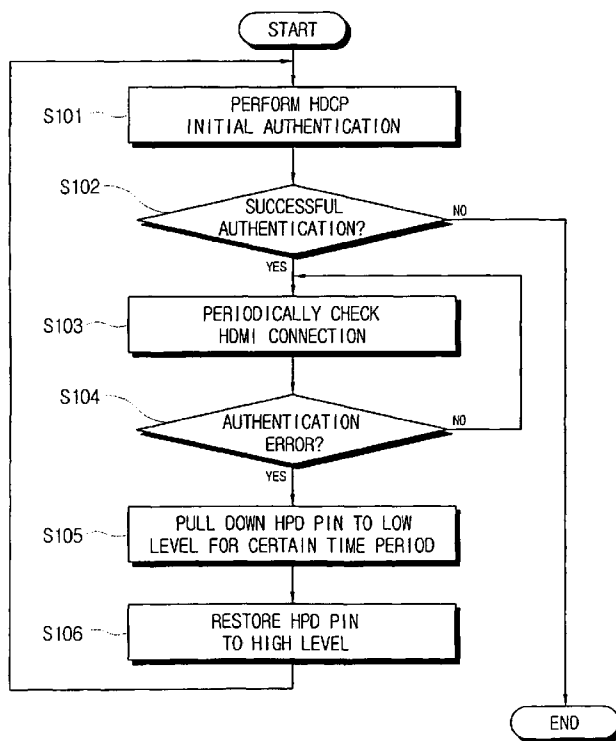 START
S101
PERFORM HDCP
INITIAL AUTHENTICATION
S102
SUCCESSFUL
AUTHENTICATION?
NO
YES
S103
PERIODICALLY CHECK
HDMI CONNECTION
S104
AUTHENTICATION
ERROR?
NO
YES
S105
PULL DOWN HPD PIN TO LOW
LEVEL FOR CERTAIN TIME PERIOD
S106
RESTORE HPD PIN
TO HIGH LEVEL
END